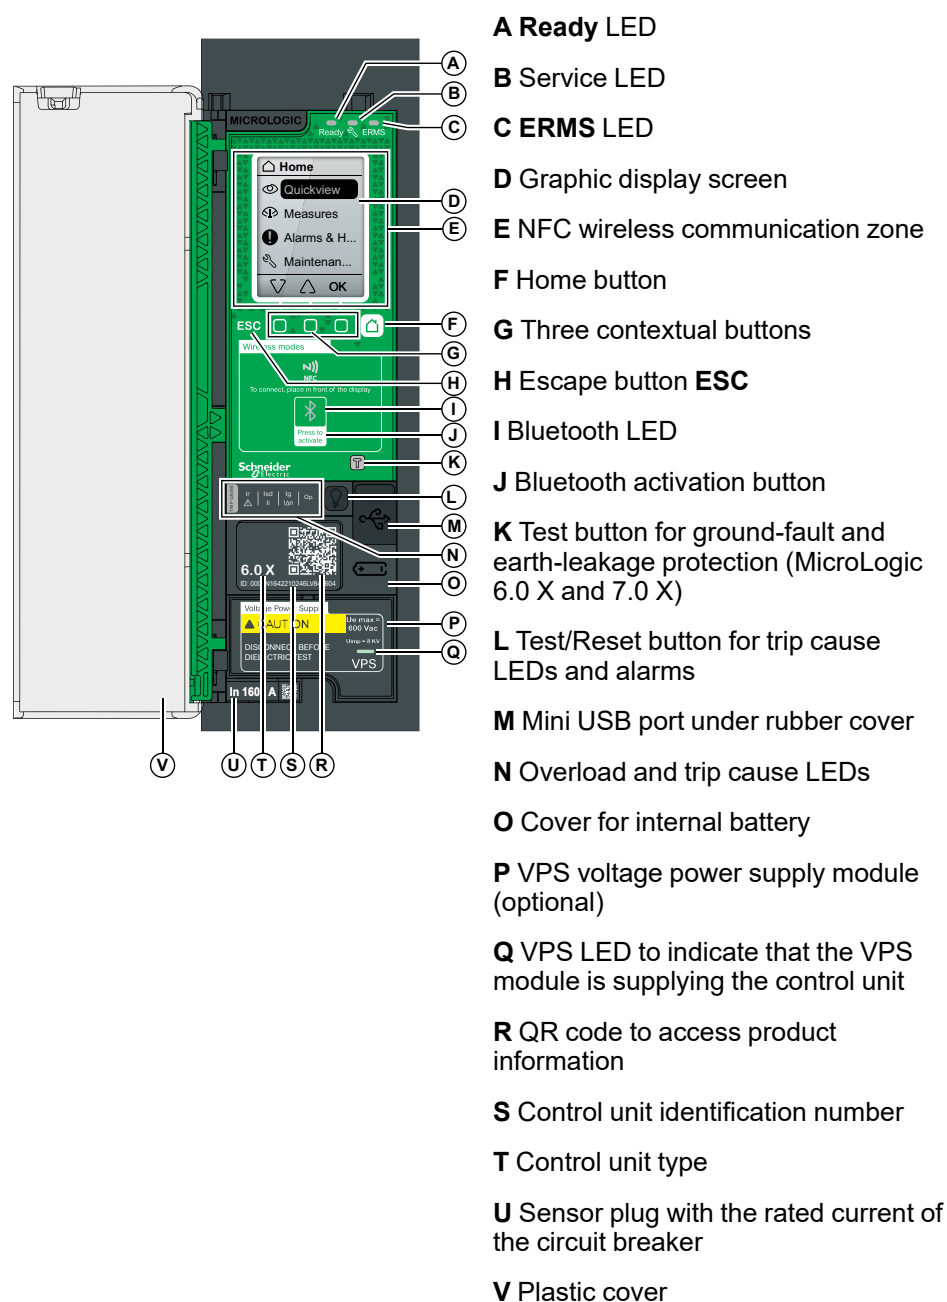 A Ready LED
B Service LED
C ERMS LED
D Graphic display screen
E NFC wireless communication zone
F Home button
G Three contextual buttons
H Escape button ESC
I Bluetooth LED
J Bluetooth activation button
K Test button for ground-fault and
earth-leakage protection (MicroLogic
6.0 X and 7.0 X)
L Test/Reset button for trip cause
LEDs and alarms
M Mini USB port under rubber cover
N Overload and trip cause LEDs
O Cover for internal battery
P VPS voltage power supply module
(optional)
Q VPS LED to indicate that the VPS
module is supplying the control unit
R QR code to access product
information
S Control unit identification number
T Control unit type
U Sensor plug with the rated current of
the circuit breaker
V Plastic cover
A
B
C
MICROLOGIC
Ready ERMS
Home
Quickview
D
Measures
E
Alarms & H...
Maintenan...
OK
ESC
F
G
Wireless modes
NFC
To connect, place in front of the display
H
I
Press to
activate
J
T
K
Schneider
Electric
TRIP CAUSE
Ir Isd Ig Op.
Ii IΔn
L
M
N
6.0 X
O
Voltage Power
CAUTION
Ue max =
600 Vac
P
Uimp = 8 KV
DISCONNECT BEFORE
DIELECTRIC TEST
VPS
Q
In 160 A
V
U
T
S
R